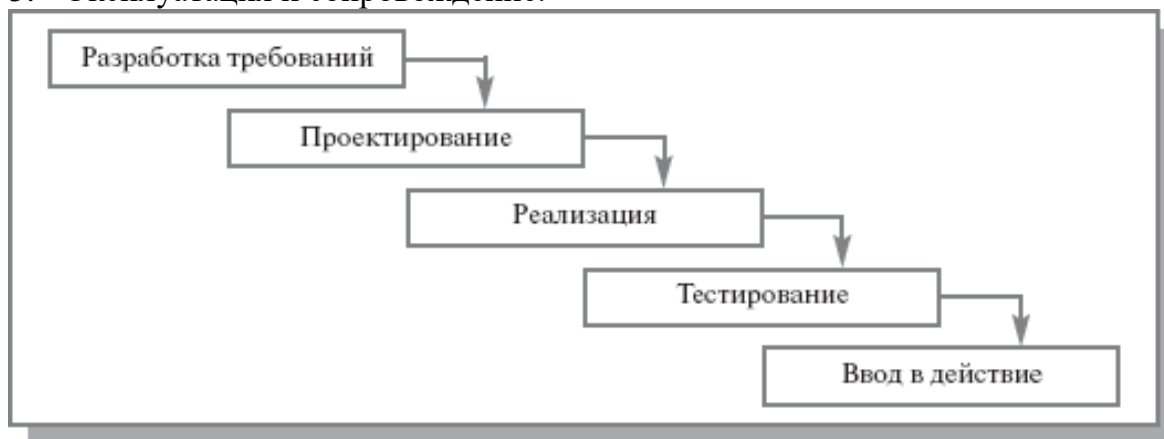 Разработка требований
Проектирование
Реализация
Тестирование
Ввод в действие